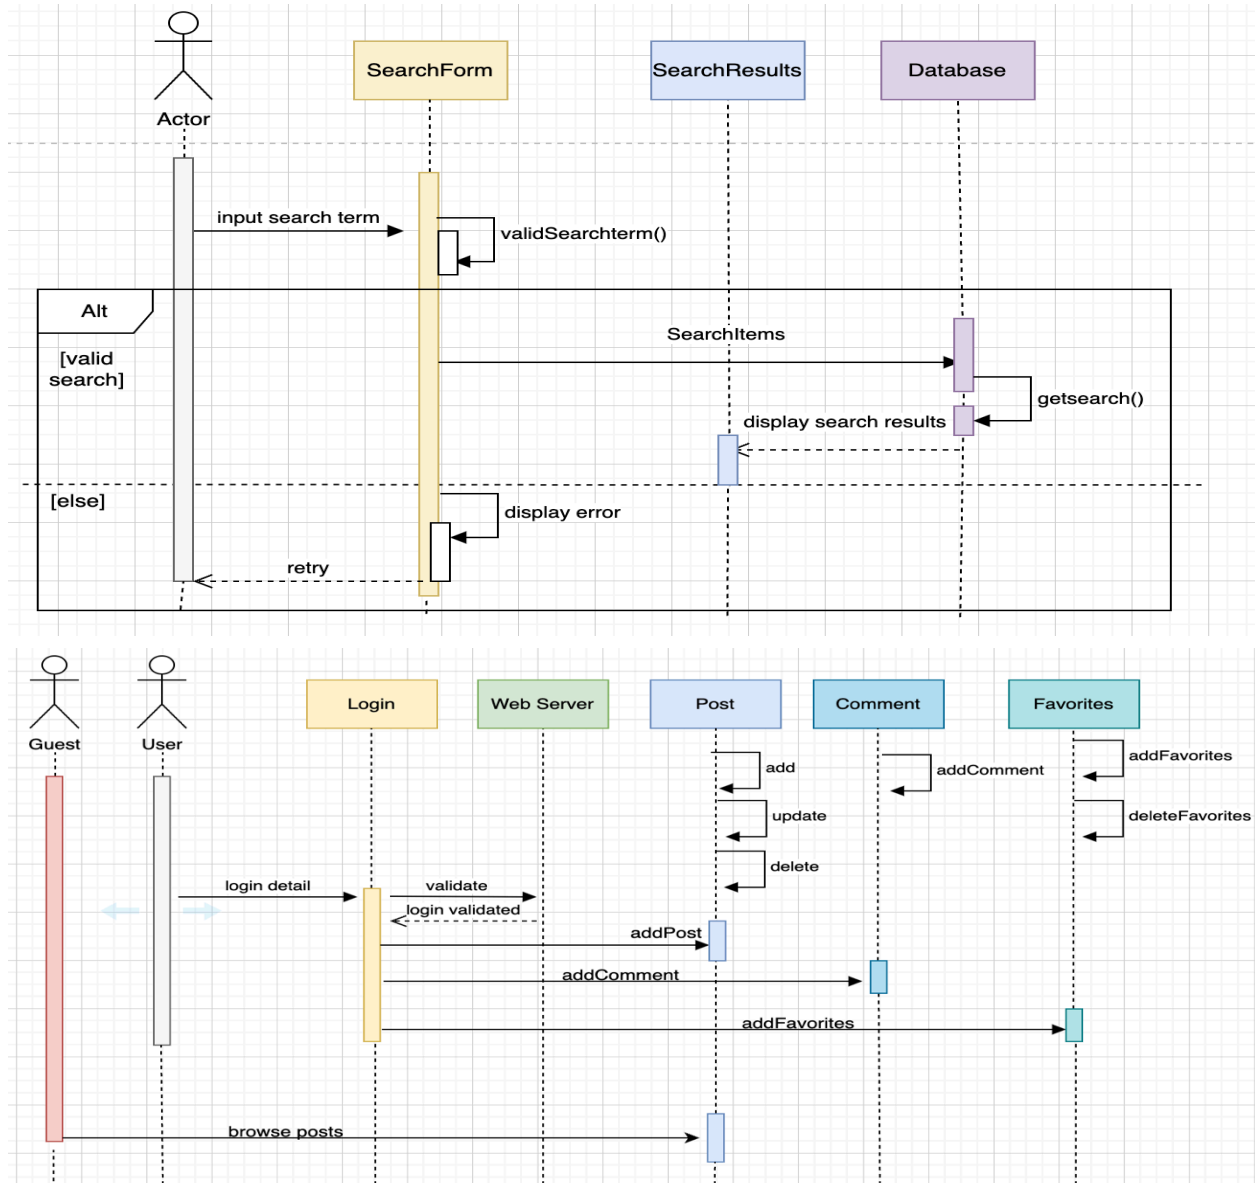 Actor
SearchForm
SearchResults
Database
input search term
validSearchterm()
Alt
[valid
search]
SearchItems
getsearch()
display search results
[else]
display error
retry
Guest
User
Login
Web Server
Post
Comment
Favorites
add
addComment
addFavorites
update
deleteFavorites
delete
login detail
validate
login validated
addPost
addComment
addFavorites
browse posts